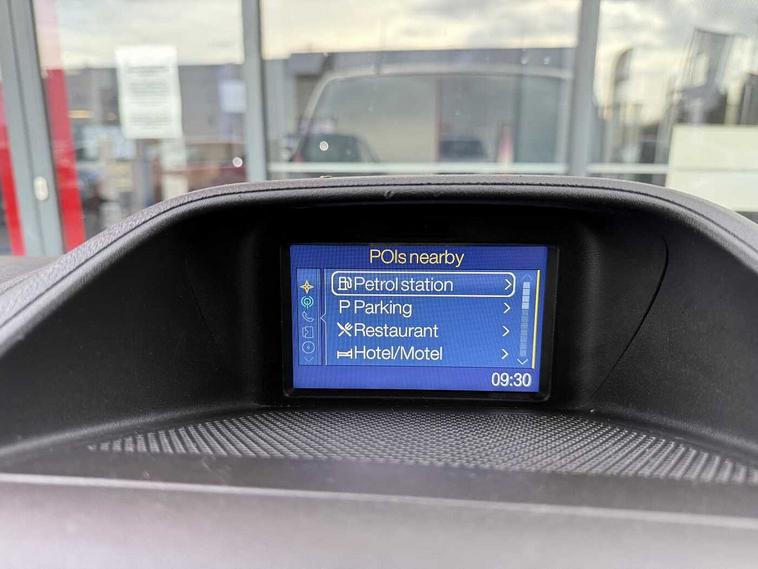 POIs nearby
Petrol station
P Parking
Restaurant
Hotel/Motel
09:30